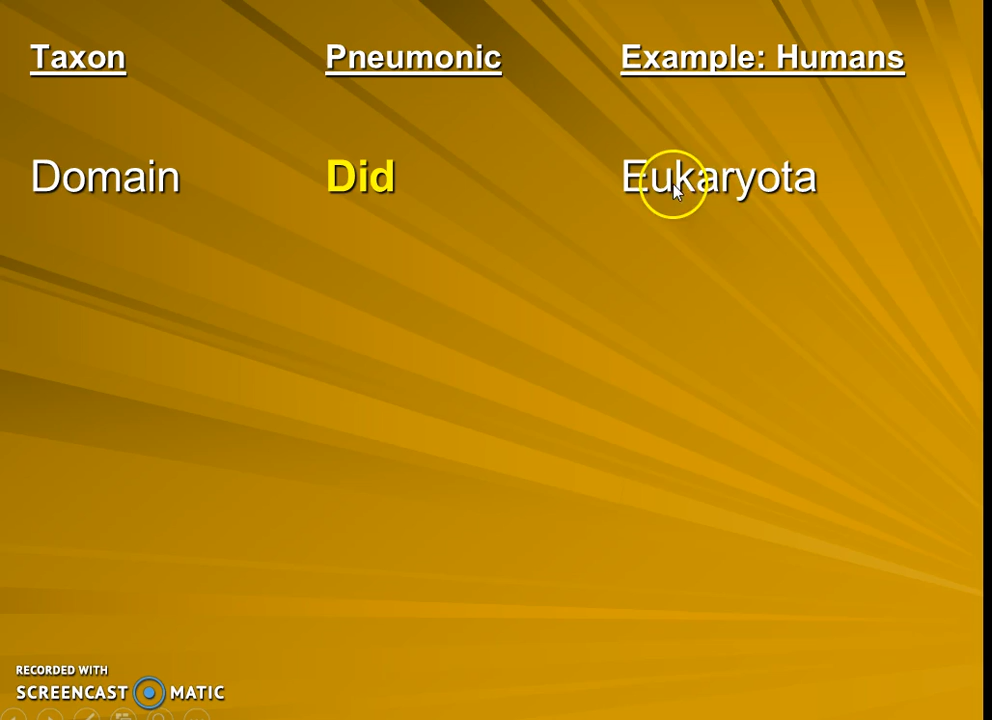 Taxon Pneumonic Example: Humans
Domain Did Eukaryota
RECORDED WITH
SCREENCAST MATIC